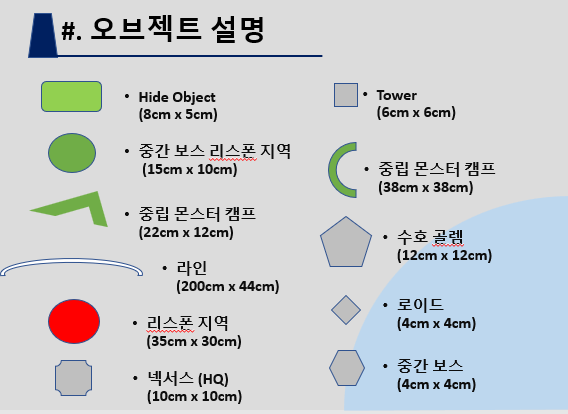 #. 오브젝트 설명
• Hide Object
(8cm x 5cm)
• 중간 보스 리스폰 지역
(15cm x 10cm)
• 중립 몬스터 캠프
(22cm x 12cm)
• 라인
(200cm x 44cm)
• 리스폰 지역
(35cm x 30cm)
• 넥서스 (HQ)
(10cm x 10cm)
• Tower
(6cm x 6cm)
• 중립 몬스터 캠프
(38cm x 38cm)
• 수호 골렘
(12cm x 12cm)
• 로이드
(4cm x 4cm)
• 중간 보스
(4cm x 4cm)